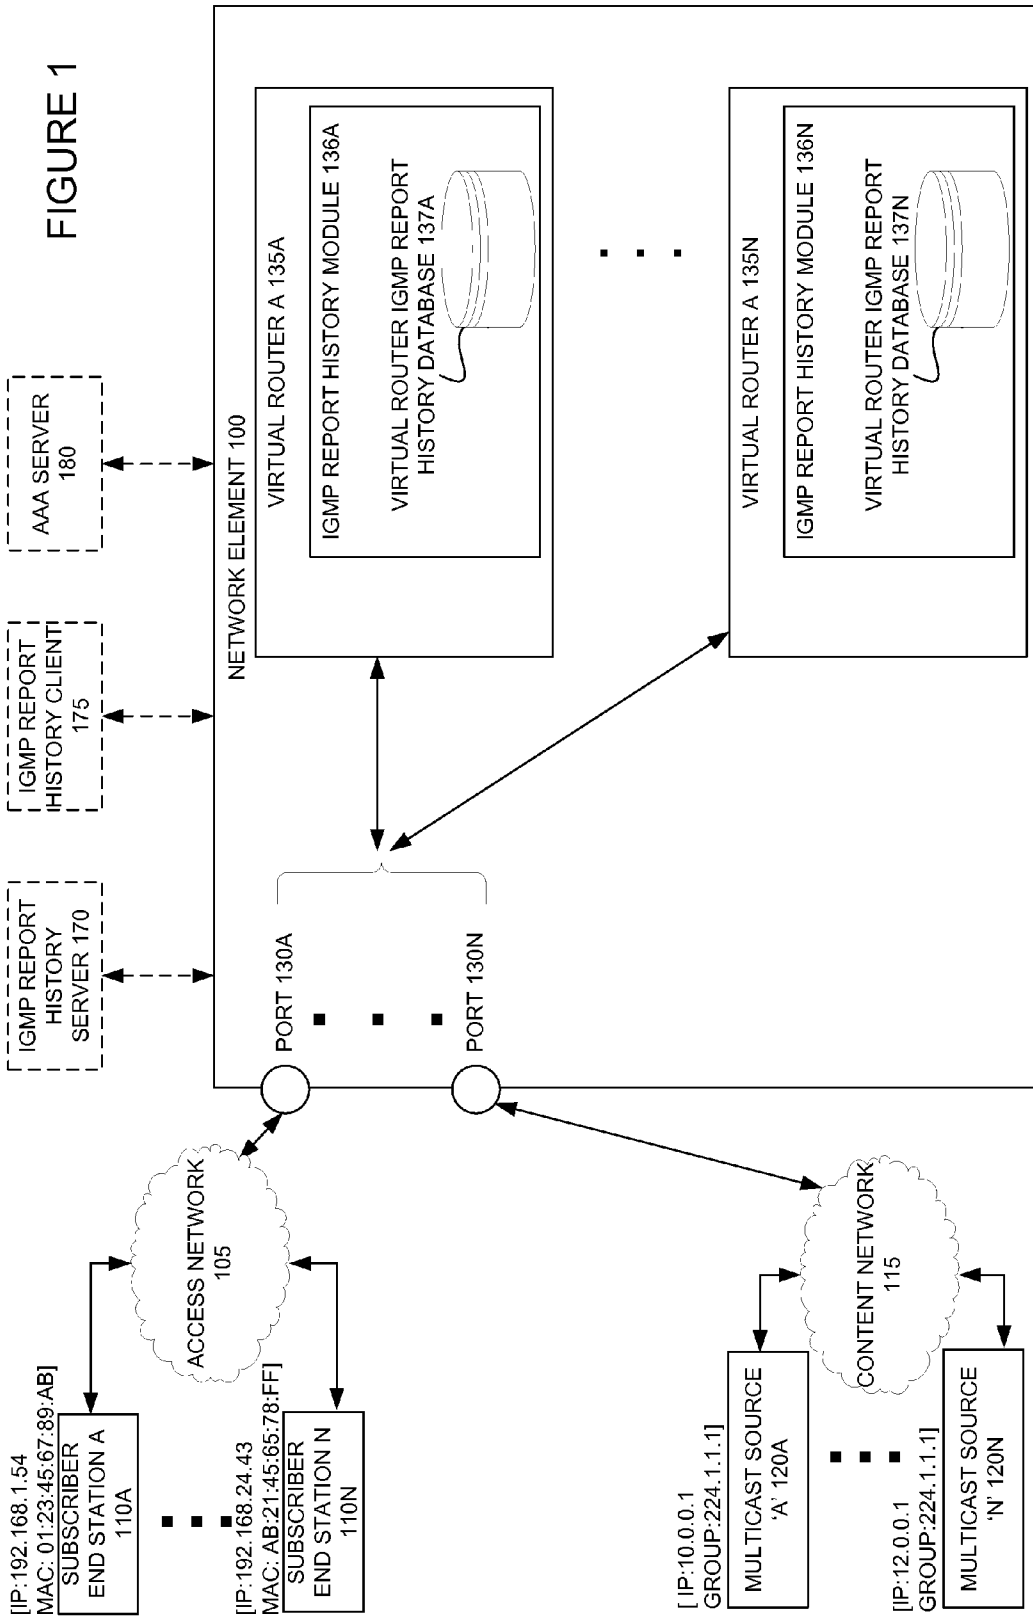 FIGURE 1
IGMP REPORT
HISTORY
SERVER 170
IGMP REPORT
HISTORY CLIENT
175
AAA SERVER
180
NETWORK ELEMENT 100
VIRTUAL ROUTER A 135A
IGMP REPORT HISTORY MODULE 136A
VIRTUAL ROUTER IGMP REPORT
HISTORY DATABASE 137A
VIRTUAL ROUTER A 135N
IGMP REPORT HISTORY MODULE 136N
VIRTUAL ROUTER IGMP REPORT
HISTORY DATABASE 137N
PORT 130A
PORT 130N
[IP:192.168.1.54
MAC: 01:23:45:67:89:AB]
SUBSCRIBER
END STATION A
110A
[IP:192.168.24.43
MAC: AB:21:45:65:78:FF]
SUBSCRIBER
END STATION N
110N
ACCESS NETWORK
105
[ IP:10.0.0.1
GROUP:224.1.1.1]
MULTICAST SOURCE
'A' 120A
[IP:12.0.0.1
GROUP:224.1.1.1]
MULTICAST SOURCE
'N' 120N
CONTENT NETWORK
115